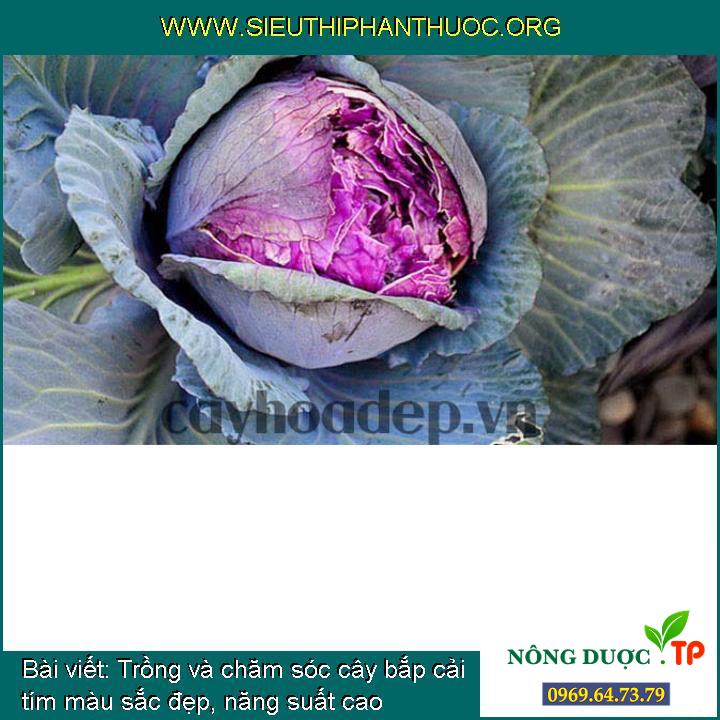 WWW.SIEUTHIPHANTHUOC.ORG
cayhoadep.vn
Bài viết: Trồng và chăm sóc cây bắp cải
tím màu sắc đẹp, năng suất cao
NÔNG DƯỢC TP
0969.64.73.79